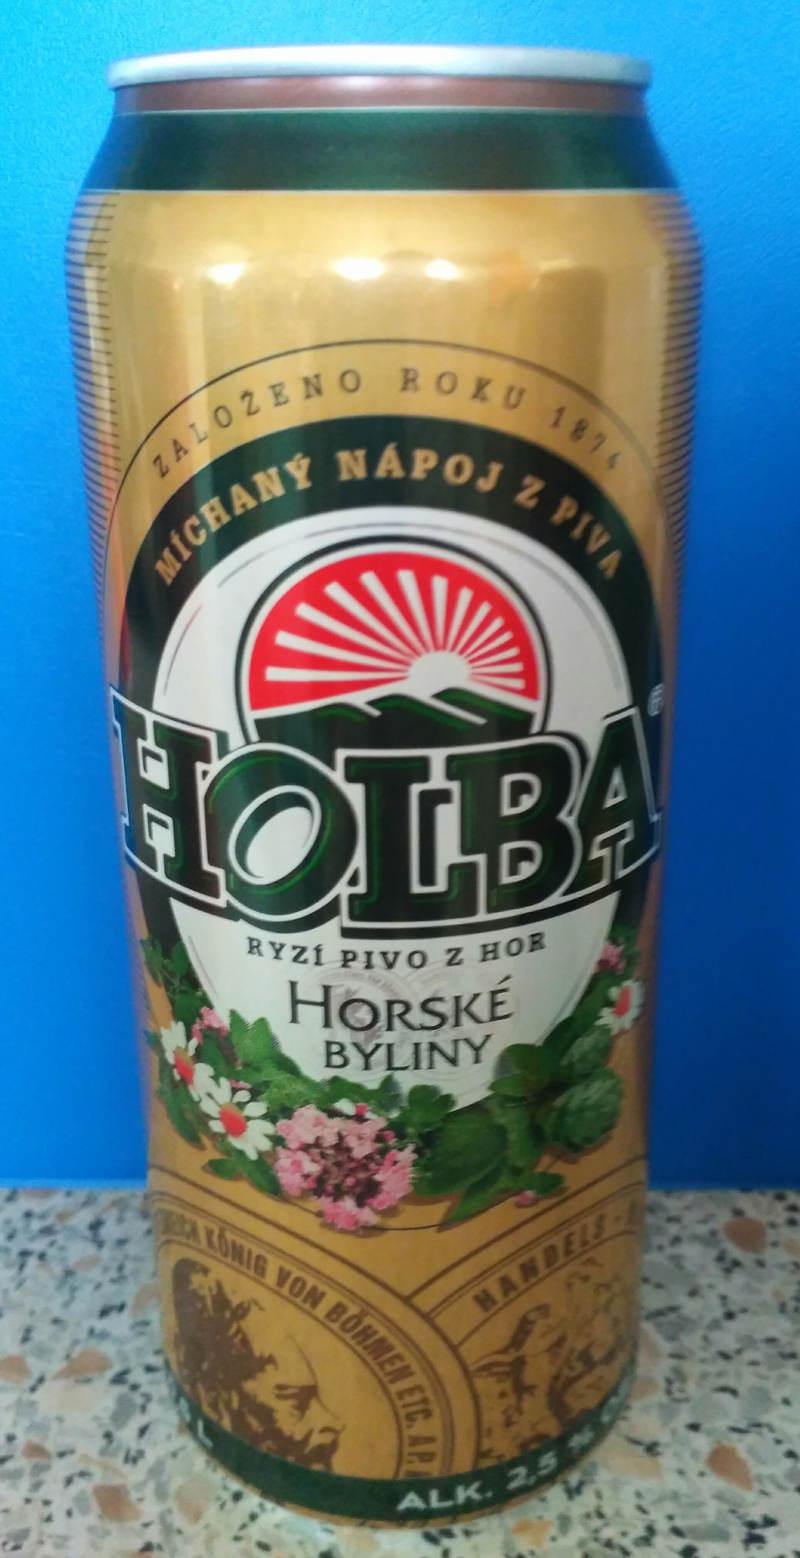 ZALOŽENO ROKU 1874
MÍCHANÝ NÁPOJ Z PIVA
HOLBA®
RYZÍ PIVO Z HOR
HORSKÉ
BYLINY
KÖNIG VON BÖHMEN ETC. A.P.
HANDELS -
L
ALK. 2,5 %